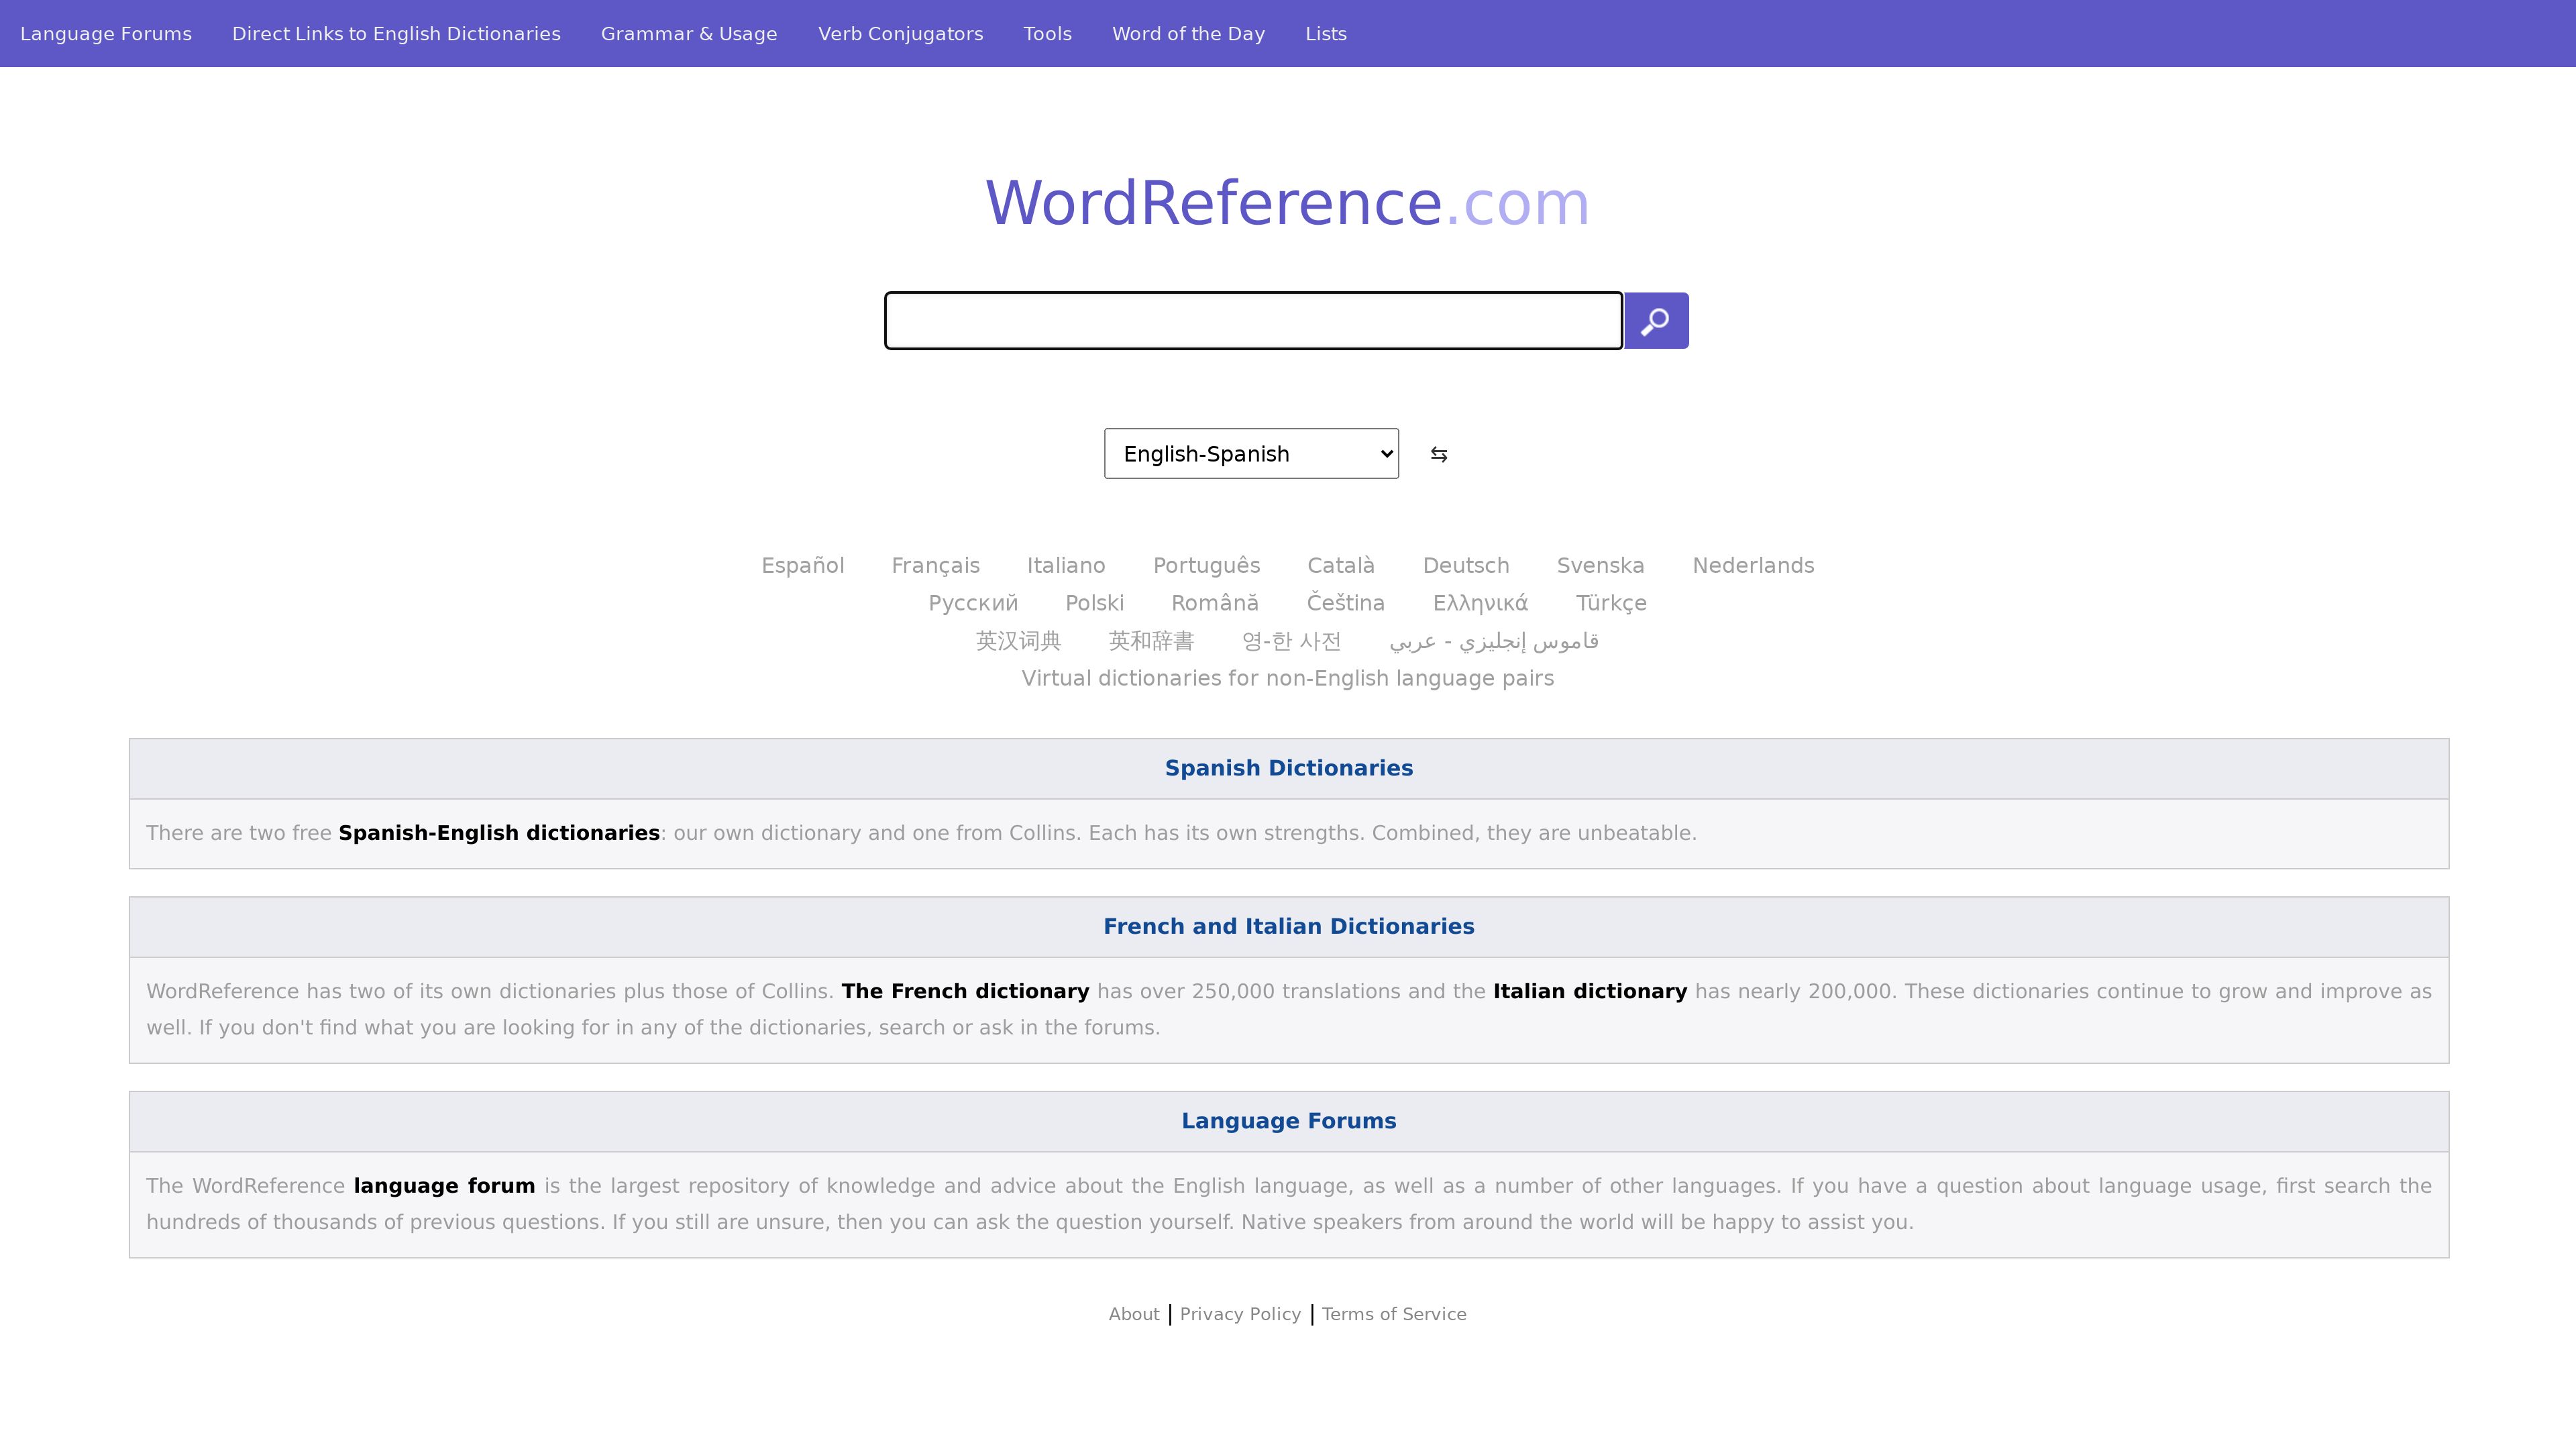 Language Forums Direct Links to English Dictionaries Grammar & Usage Verb Conjugators Tools Word of the Day Lists
WordReference.com
English-Spanish ⇆
Español Français Italiano Português Català Deutsch Svenska Nederlands
Русский Polski Română Čeština Ελληνικά Türkçe
英汉词典 英和辞書 영-한 사전 قاموس إنجليزي - عربي
Virtual dictionaries for non-English language pairs
Spanish Dictionaries
There are two free Spanish-English dictionaries: our own dictionary and one from Collins. Each has its own strengths. Combined, they are unbeatable.
French and Italian Dictionaries
WordReference has two of its own dictionaries plus those of Collins. The French dictionary has over 250,000 translations and the Italian dictionary has nearly 200,000. These dictionaries continue to grow and improve as
well. If you don't find what you are looking for in any of the dictionaries, search or ask in the forums.
Language Forums
The WordReference language forum is the largest repository of knowledge and advice about the English language, as well as a number of other languages. If you have a question about language usage, first search the
hundreds of thousands of previous questions. If you still are unsure, then you can ask the question yourself. Native speakers from around the world will be happy to assist you.
About | Privacy Policy | Terms of Service